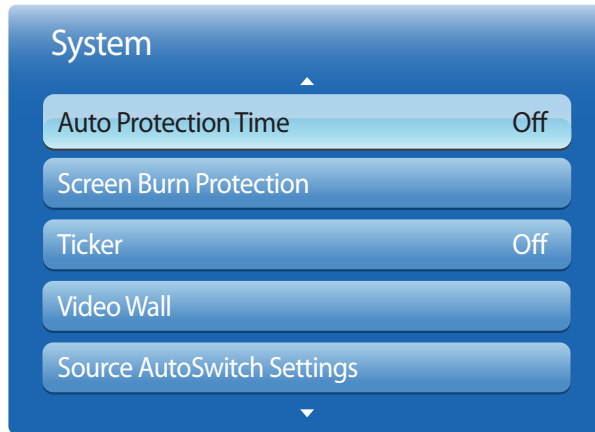 System
Auto Protection Time Off
Screen Burn Protection
Ticker Off
Video Wall
Source AutoSwitch Settings